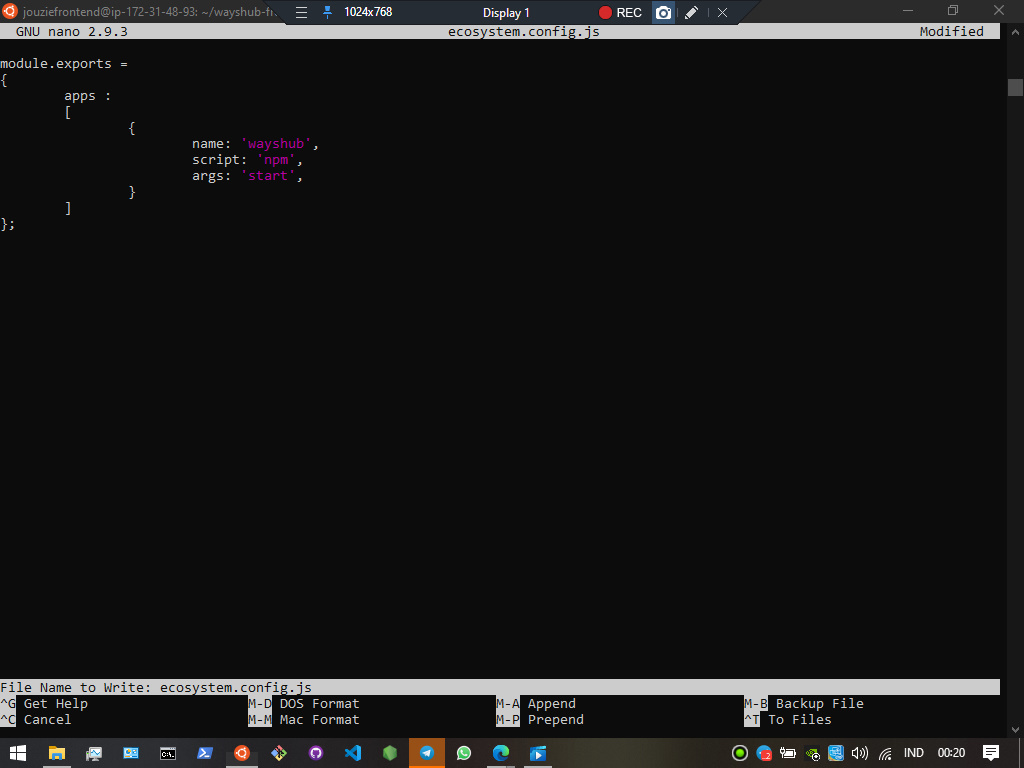 jouziefrontend@ip-172-31-48-93: ~/wayshub-fr
1024x768
Display 1
REC
GNU nano 2.9.3 ecosystem.config.js Modified
module.exports =
{
apps :
[
{
name: 'wayshub',
script: 'npm',
args: 'start',
}
]
};
File Name to Write: ecosystem.config.js
^G Get Help M-D DOS Format M-A Append M-B Backup File
^C Cancel M-M Mac Format M-P Prepend ^T To Files
IND 00:20